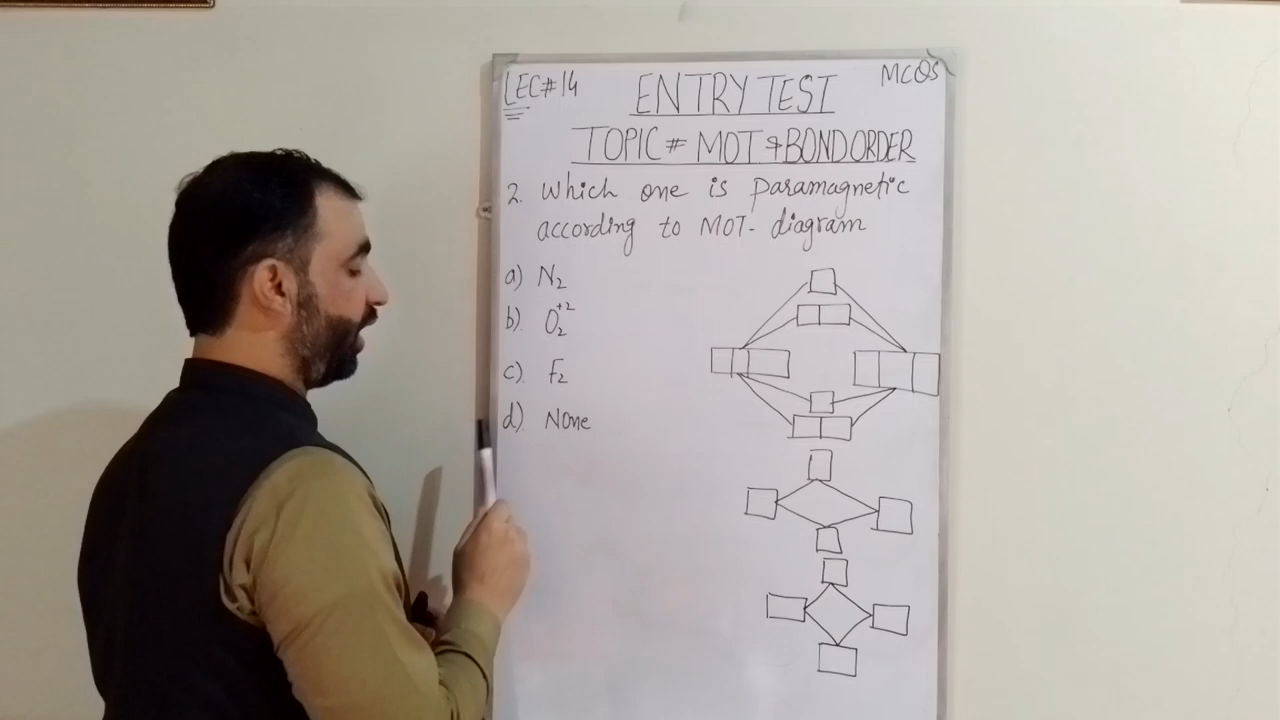 LEC# 14
ENTRY TEST
MCQS
TOPIC # MOT & BOND ORDER
2. Which one is paramagnetic
according to MOT- diagram
a) N₂
b). O₂⁺²
c). F₂
d). None